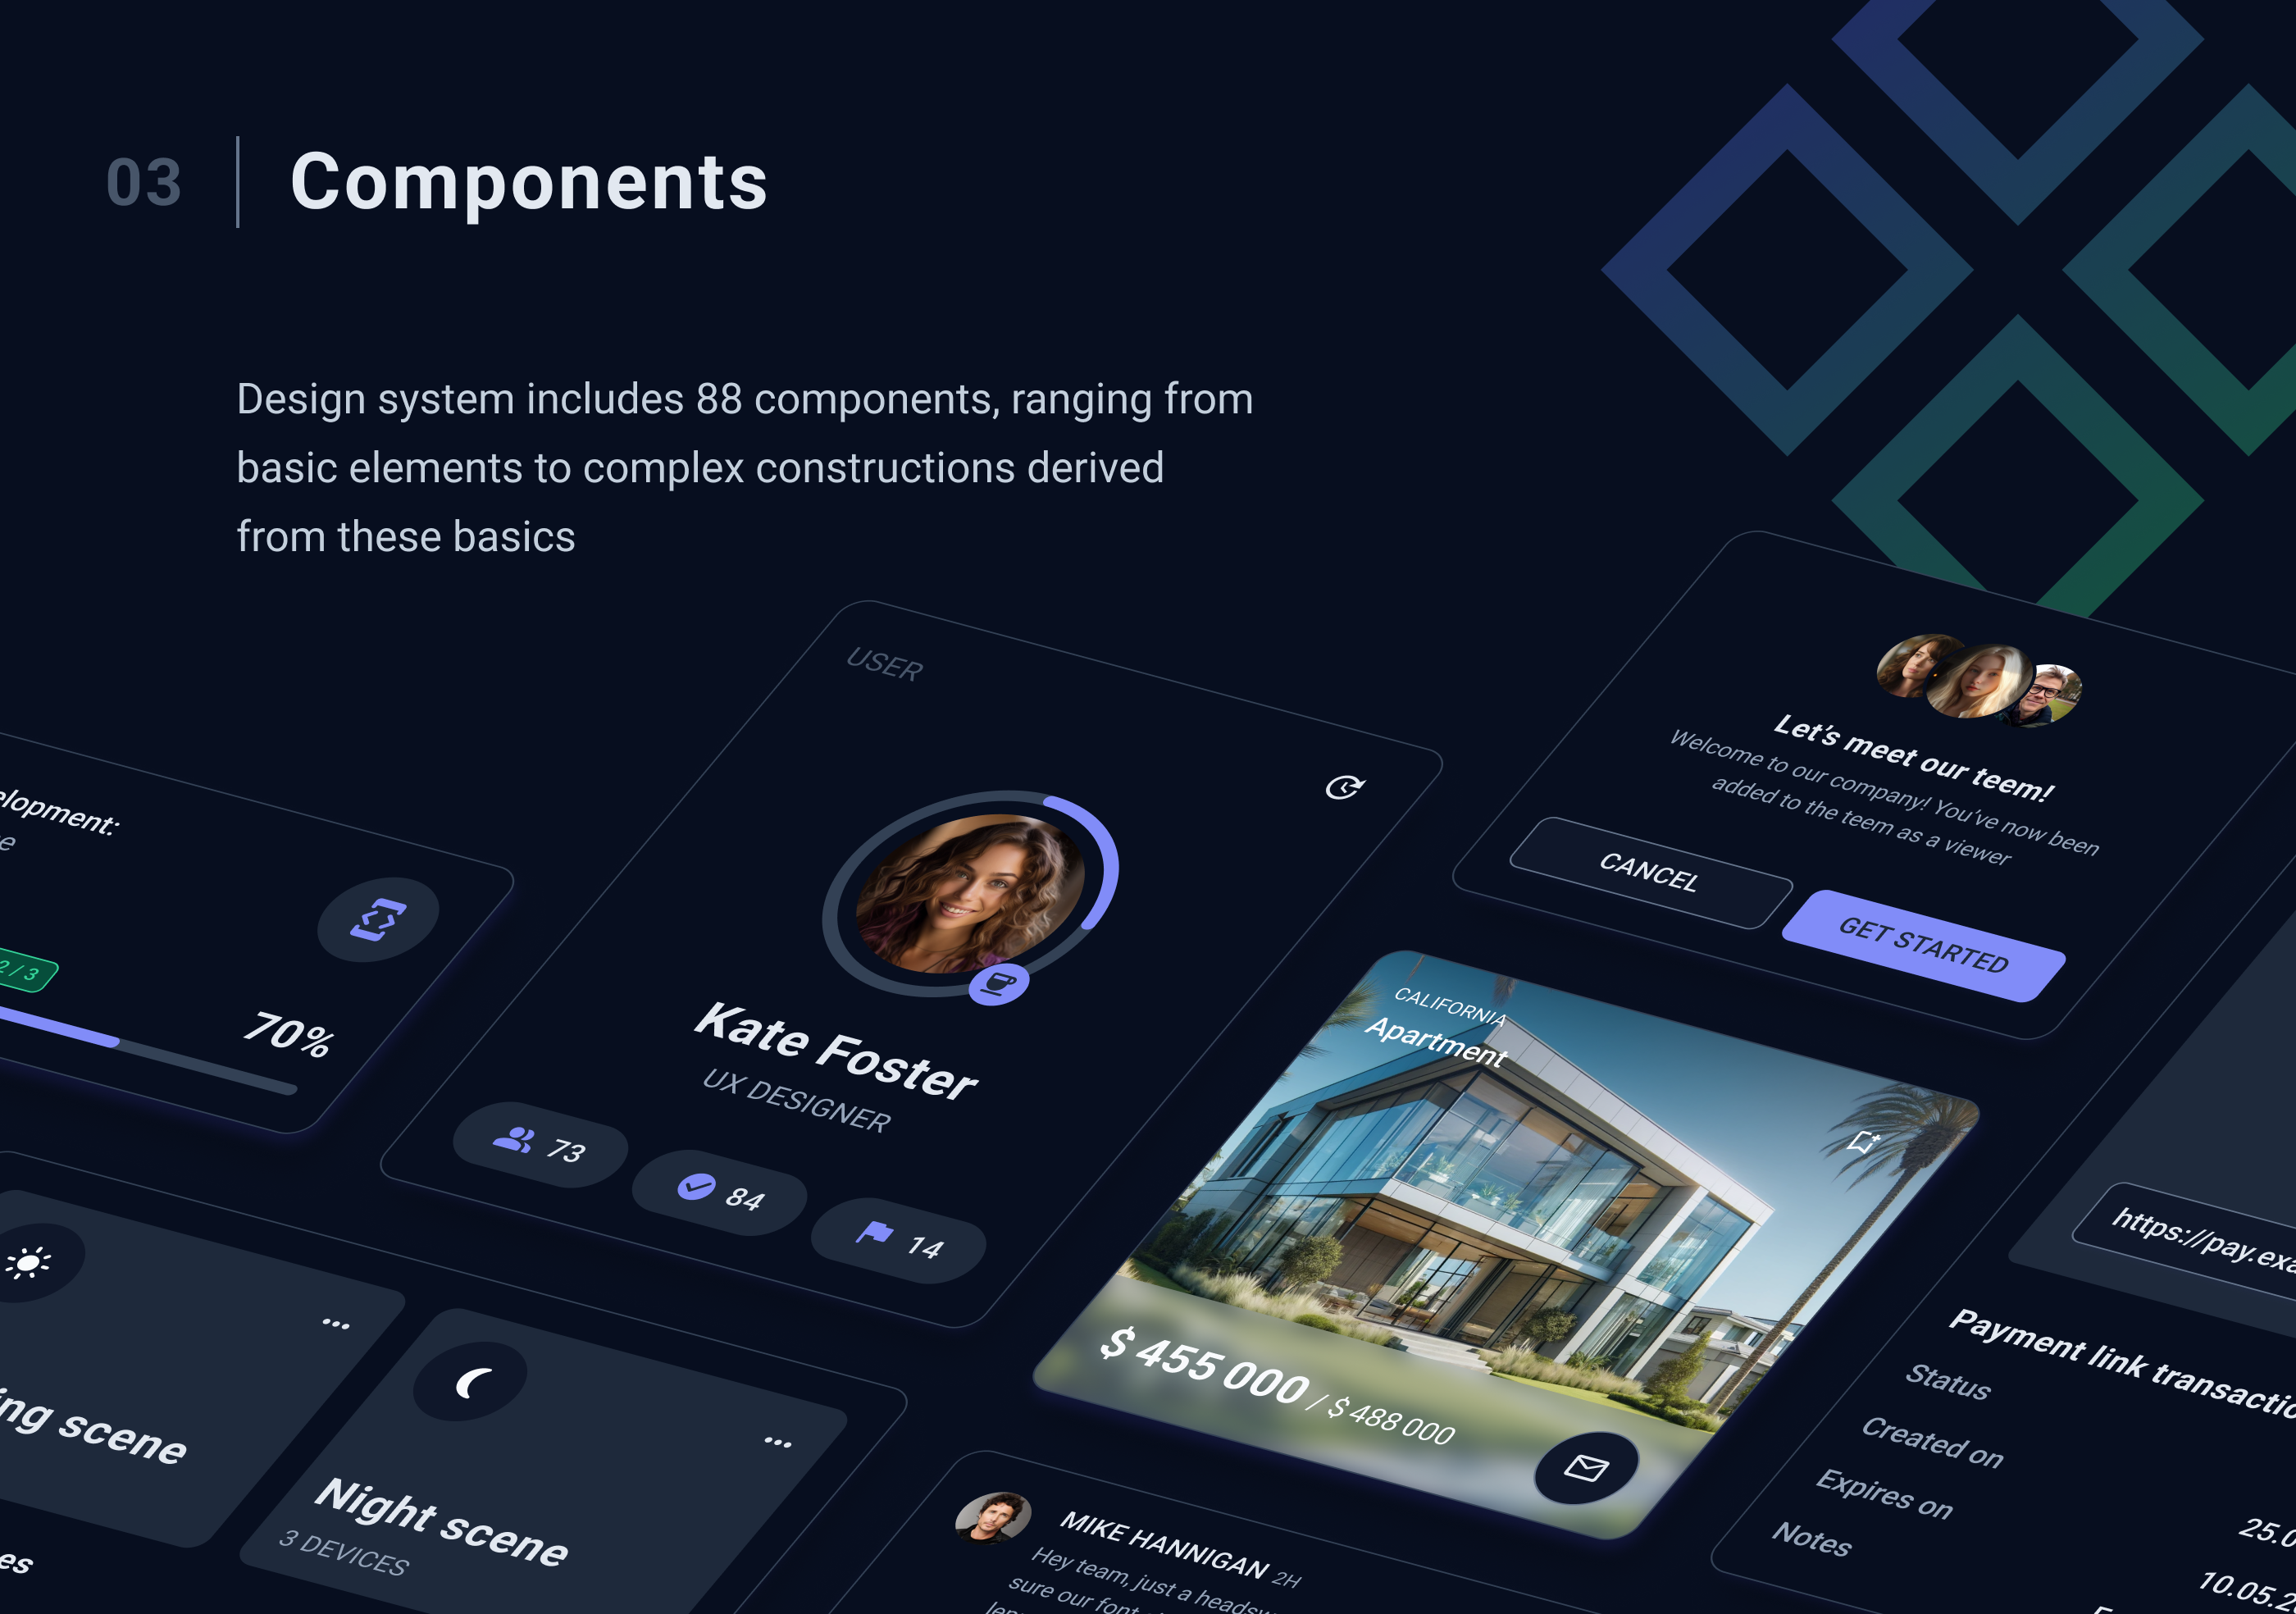 03
Components
Design system includes 88 components, ranging from
basic elements to complex constructions derived
from these basics
USER
Kate Foster
UX DESIGNER
73
84
14
Let's meet our teem!
Welcome to our company! You've now been
added to the teem as a viewer
CANCEL
GET STARTED
elopment:
2 / 3
70%
CALIFORNIA
Apartment
$ 455 000 / $ 488 000
https://pay.exa
Payment link transactio
Status
Created on
Expires on
Notes
25.0
10.05.2
ing scene
Night scene
3 DEVICES
es
MIKE HANNIGAN 2H
Hey team, just a heads
sure our font